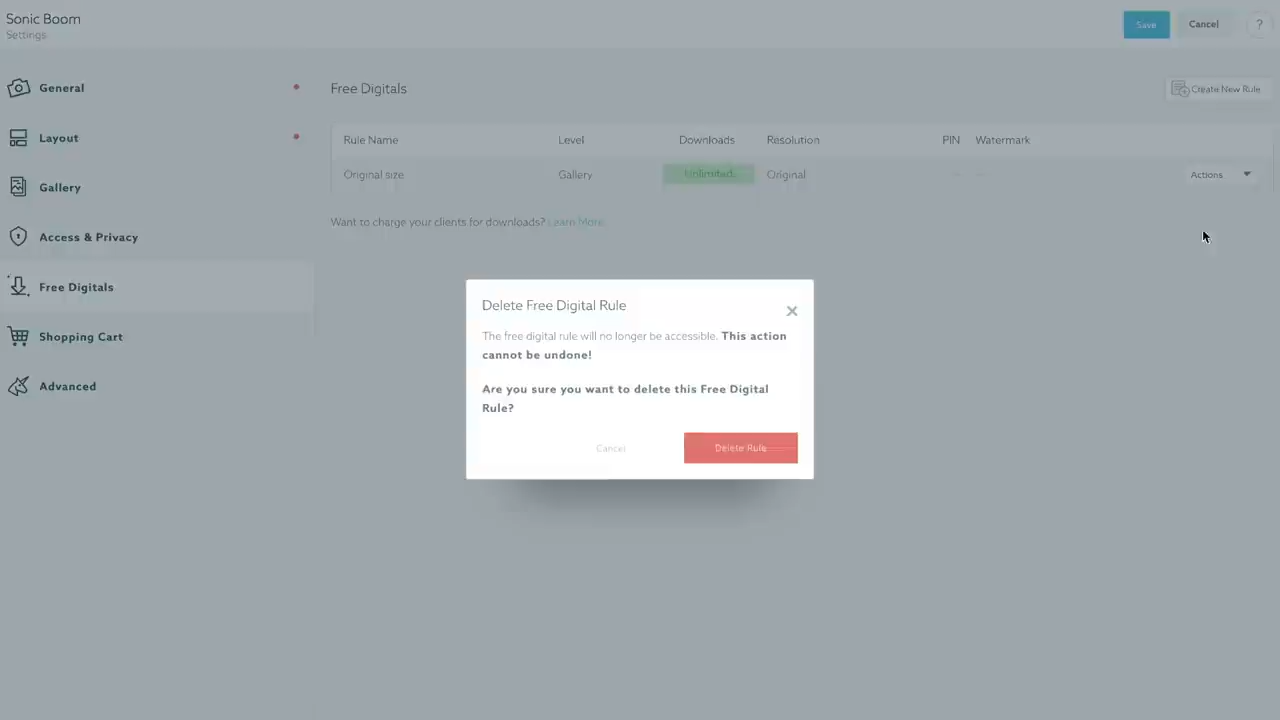 Sonic Boom
Settings
Save
Cancel
?
General
Layout
Gallery
Access & Privacy
Free Digitals
Shopping Cart
Advanced
Free Digitals
Create New Rule
Rule Name Level Downloads Resolution PIN Watermark
Original size Gallery Unlimited Original Actions
Want to charge your clients for downloads? Learn More
Delete Free Digital Rule
The free digital rule will no longer be accessible. This action
cannot be undone!
Are you sure you want to delete this Free Digital
Rule?
Cancel
Delete Rule